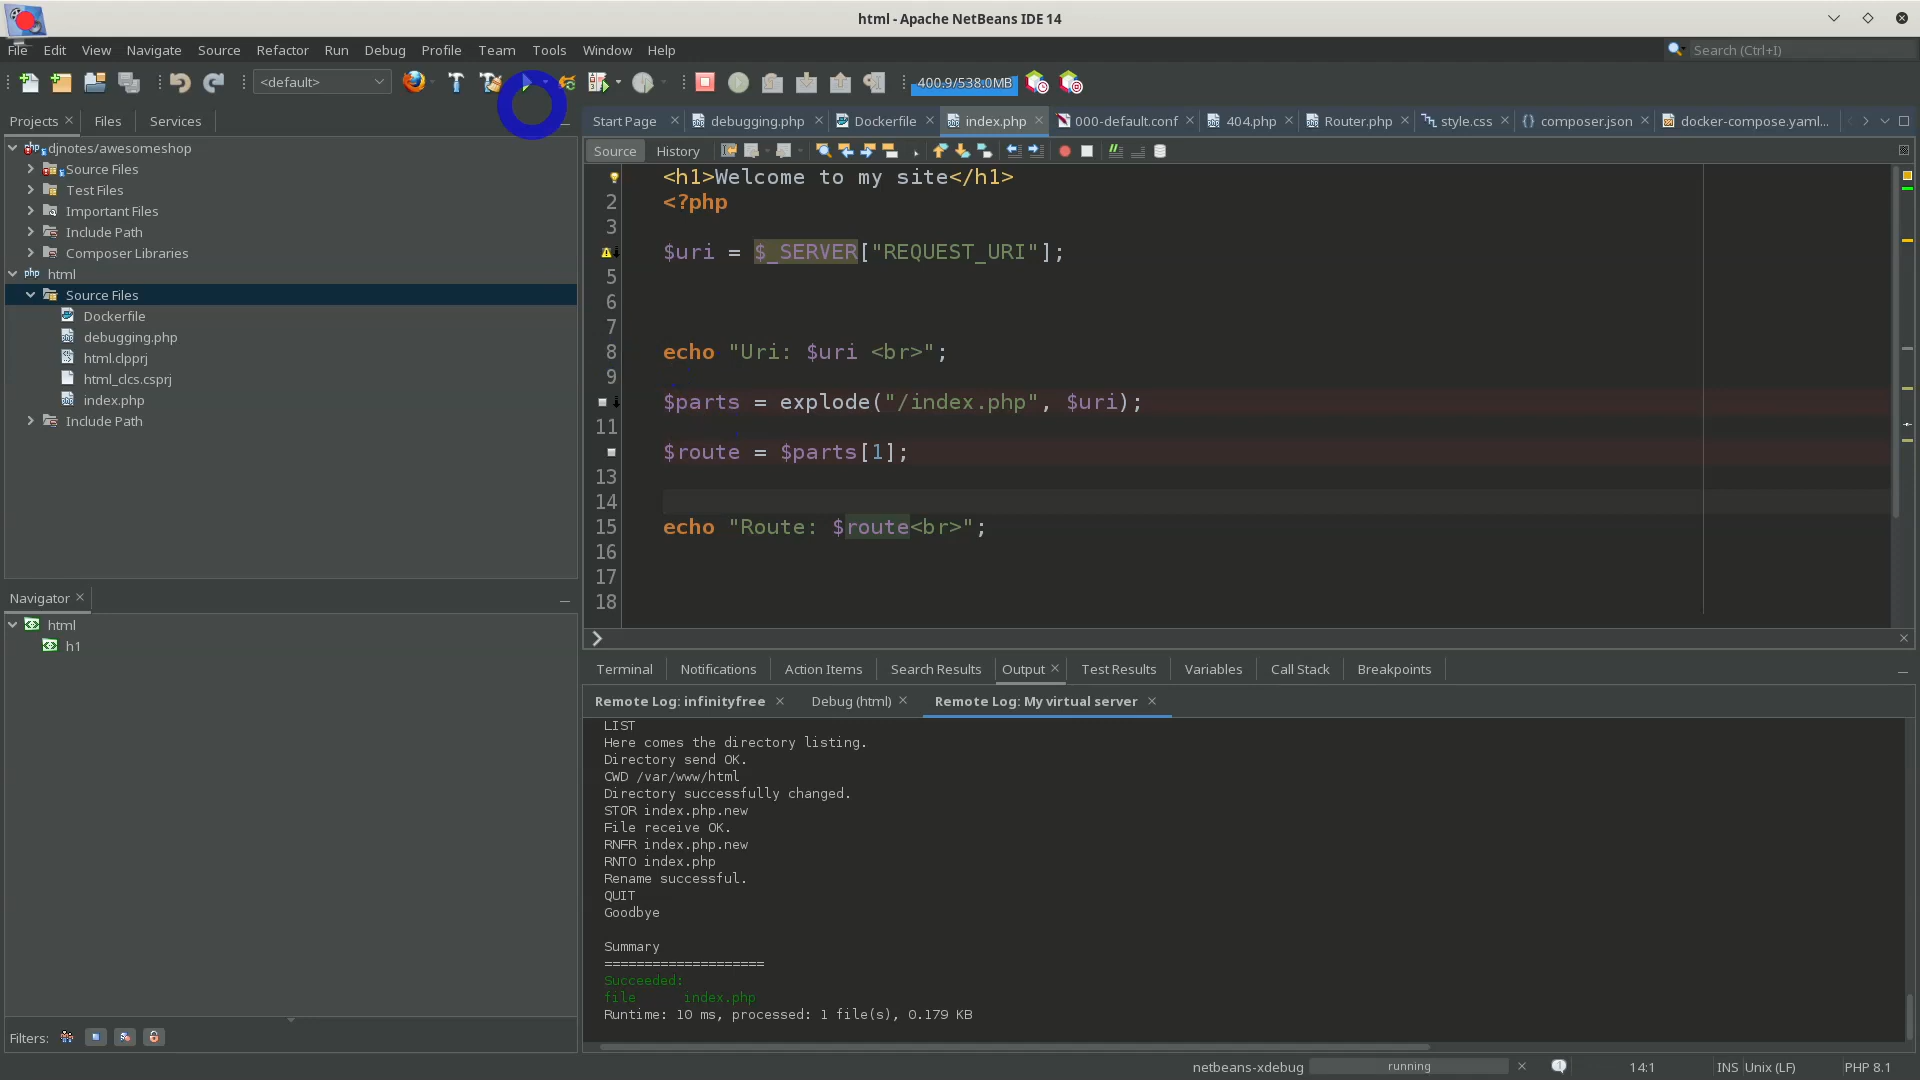 html - Apache NetBeans IDE 14
File Edit View Navigate Source Refactor Run Debug Profile Team Tools Window Help
Search (Ctrl+I)
<default>
400.9/538.0MB
Projects Files Services
Start Page debugging.php Dockerfile index.php 000-default.conf 404.php Router.php style.css composer.json docker-compose.yaml...
Source History
djnotes/awesomeshop
Source Files
Test Files
Important Files
Include Path
Composer Libraries
html
Source Files
Dockerfile
debugging.php
html.clpprj
html_clcs.csprj
index.php
Include Path
<h1>Welcome to my site</h1>
2 <?php
3
$uri = $_SERVER["REQUEST_URI"];
5
6
7
8 echo "Uri: $uri <br>";
9
$parts = explode("/index.php", $uri);
11
$route = $parts[1];
13
14
15 echo "Route: $route<br>";
16
17
18
Navigator
html
h1
Filters:
Terminal Notifications Action Items Search Results Output Test Results Variables Call Stack Breakpoints
Remote Log: infinityfree Debug (html) Remote Log: My virtual server
LIST
Here comes the directory listing.
Directory send OK.
CWD /var/www/html
Directory successfully changed.
STOR index.php.new
File receive OK.
RNFR index.php.new
RNTO index.php
Rename successful.
QUIT
Goodbye
Summary
====================
Succeeded:
file index.php
Runtime: 10 ms, processed: 1 file(s), 0.179 KB
netbeans-xdebug running 14:1 INS Unix (LF) PHP 8.1